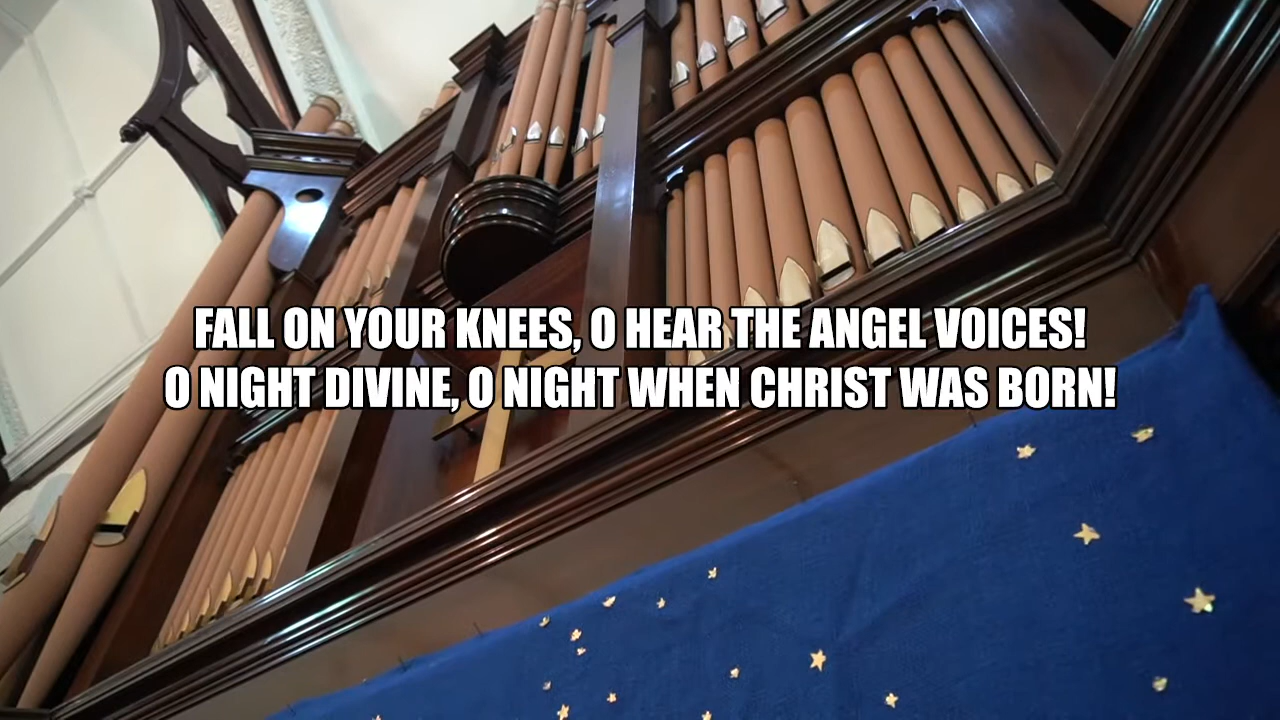 FALL ON YOUR KNEES, O HEAR THE ANGEL VOICES!
O NIGHT DIVINE, O NIGHT WHEN CHRIST WAS BORN!